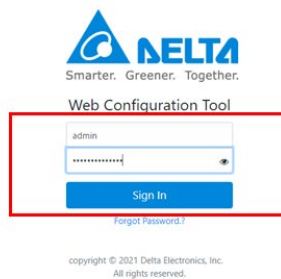 DELTA
Smarter. Greener. Together.
Web Configuration Tool
admin
Sign In
Forgot Password.?
copyright © 2021 Delta Electronics, Inc.
All rights reserved.